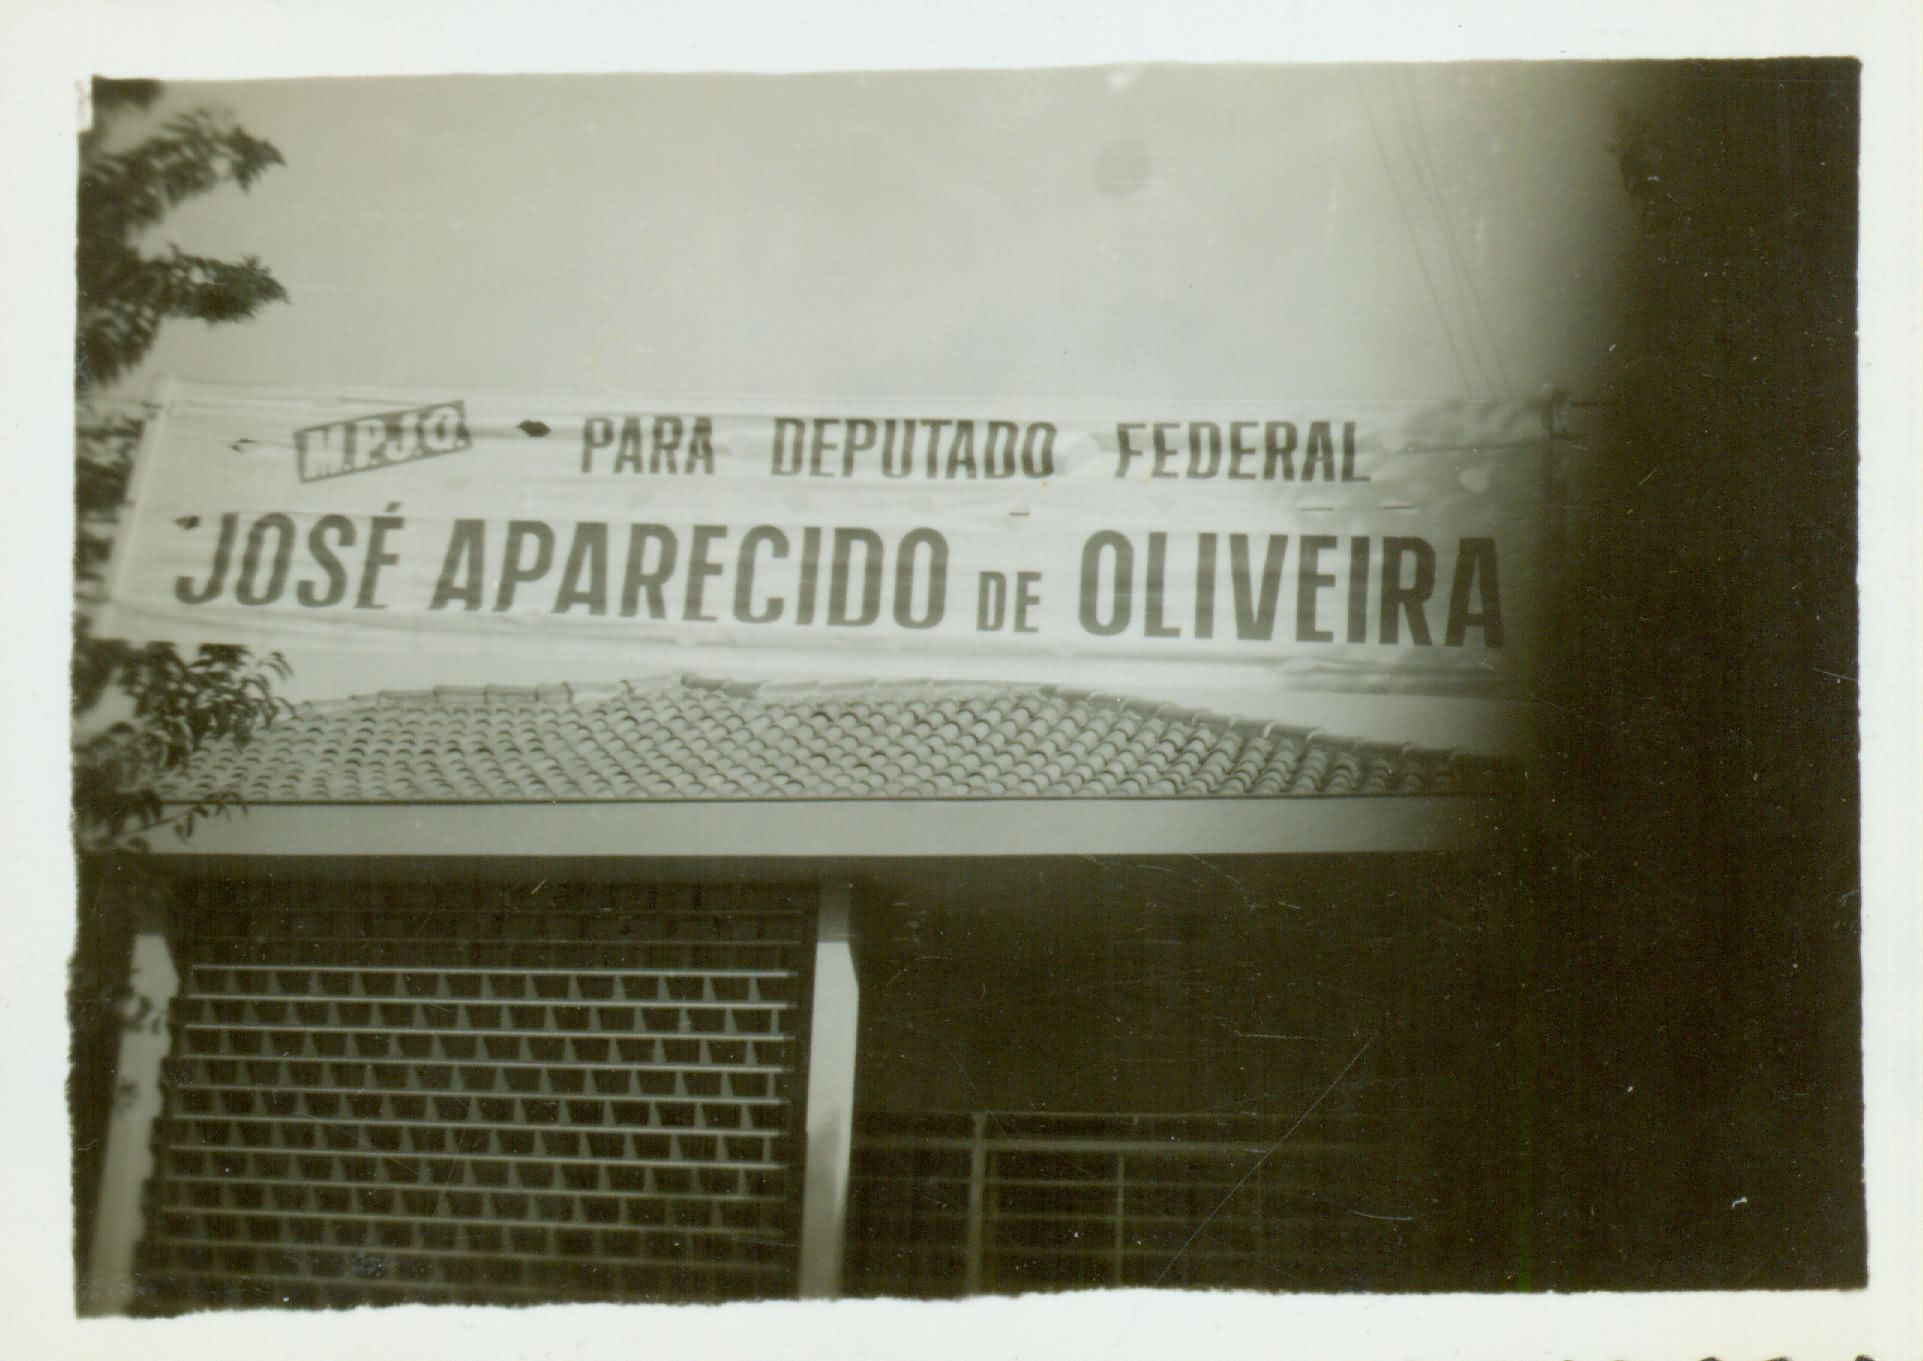 M.P.J.Q. PARA DEPUTADO FEDERAL
JOSÉ APARECIDO DE OLIVEIRA